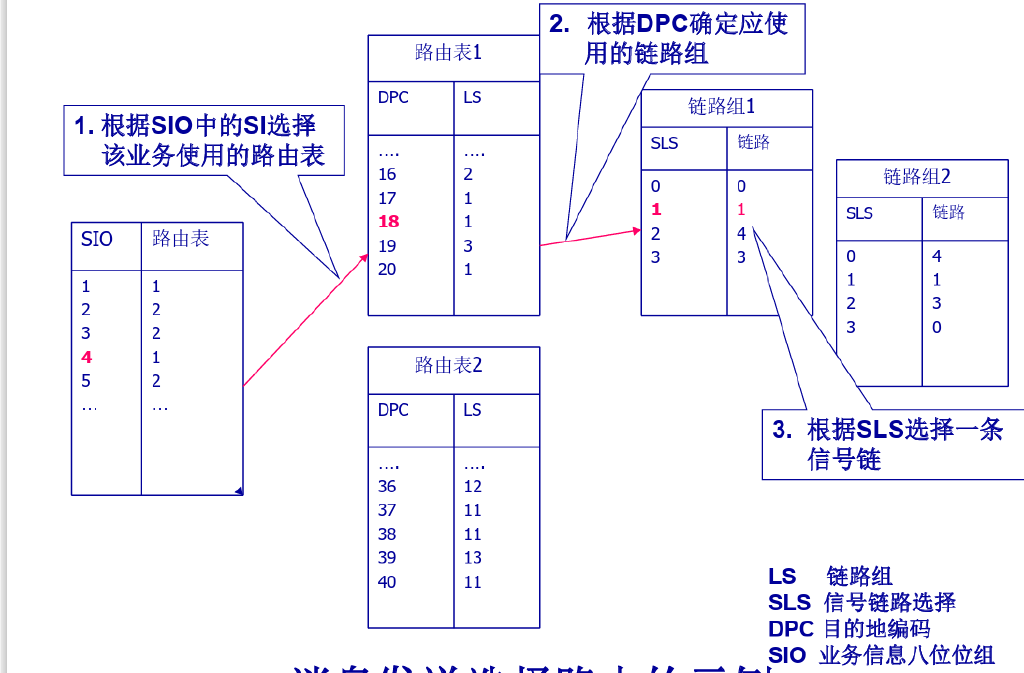 1. 根据SIO中的SI选择
该业务使用的路由表
SIO 路由表
1 1
2 2
3 2
4 1
5 2
... ...
路由表1
DPC LS
.... ....
16 2
17 1
18 1
19 3
20 1
路由表2
DPC LS
.... ....
36 12
37 11
38 11
39 13
40 11
2. 根据DPC确定应使
用的链路组
链路组1
SLS 链路
0 0
1 1
2 4
3 3
链路组2
SLS 链路
0 4
1 1
2 3
3 0
3. 根据SLS选择一条
信号链
LS 链路组
SLS 信号链路选择
DPC 目的地编码
SIO 业务信息八位位组